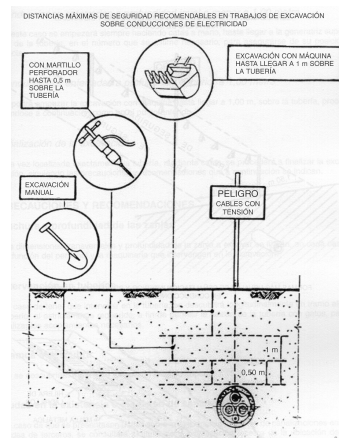 DISTANCIAS MÁXIMAS DE SEGURIDAD RECOMENDABLES EN TRABAJOS DE EXCAVACIÓN
SOBRE CONDUCCIONES DE ELECTRICIDAD
EXCAVACIÓN CON MÁQUINA
HASTA LLEGAR A 1 m SOBRE
LA TUBERÍA
CON MARTILLO
PERFORADOR
HASTA 0,5 m
SOBRE LA
TUBERÍA
EXCAVACIÓN
MANUAL
PELIGRO
CABLES CON
TENSIÓN
1 m
0,50 m